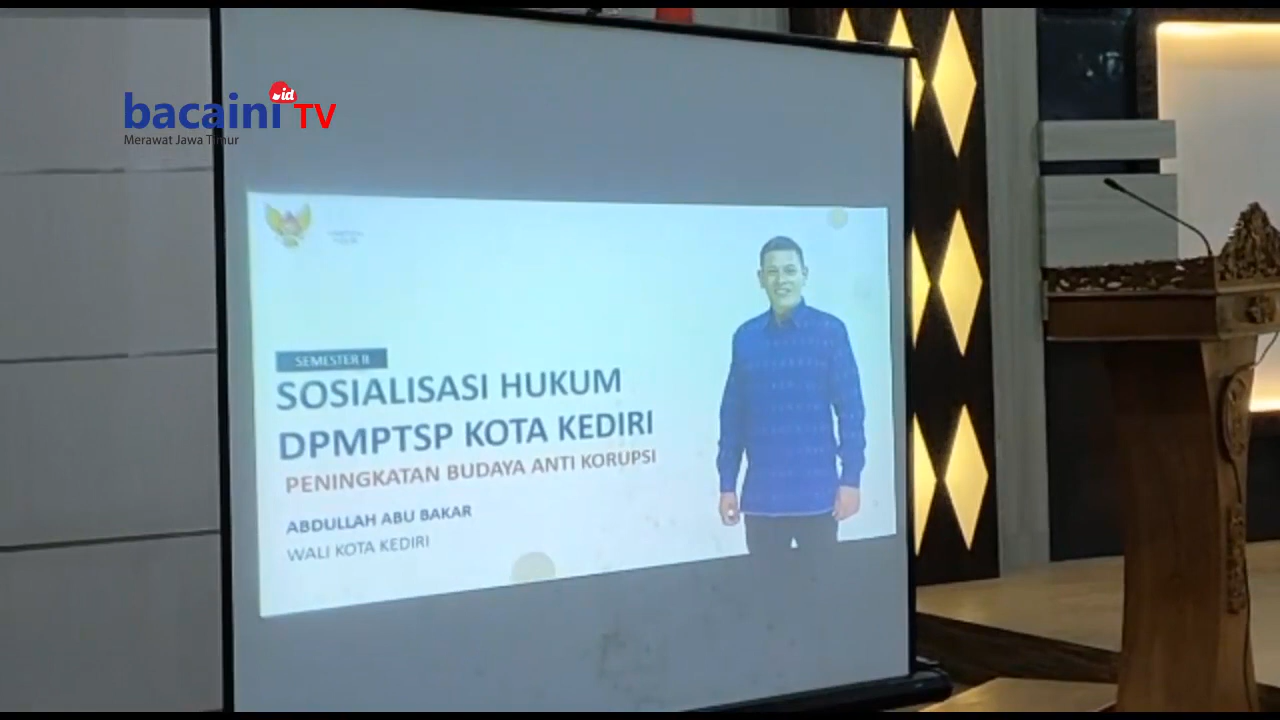 bacaini.id TV
Merawat Jawa Timur
SEMESTER II
SOSIALISASI HUKUM
DPMPTSP KOTA KEDIRI
PENINGKATAN BUDAYA ANTI KORUPSI
ABDULLAH ABU BAKAR
WALI KOTA KEDIRI